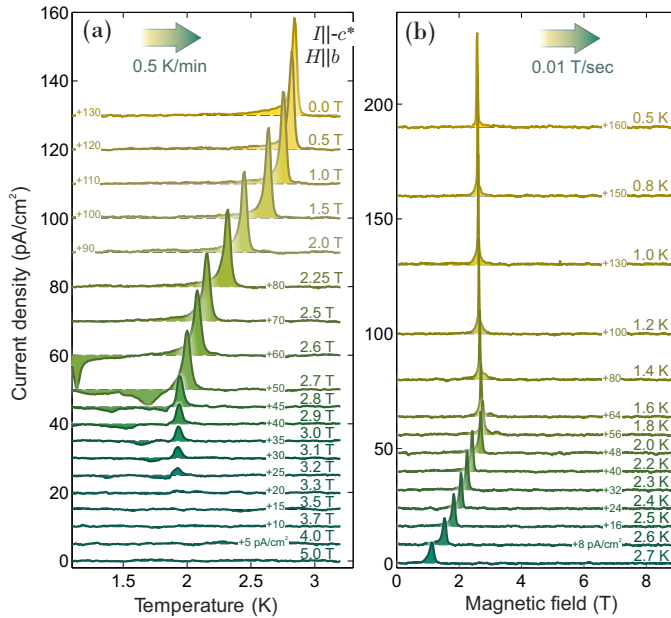 (a)
I||-c*
H||b
0.5 K/min
Current density (pA/cm²)
160
140
120
100
80
60
40
20
0
+130
0.0 T
+120
0.5 T
+110
1.0 T
+100
1.5 T
+90
2.0 T
+80
2.25 T
+70
2.5 T
+60
2.6 T
+50
2.7 T
+45
2.8 T
+40
2.9 T
+35
3.0 T
+30
3.1 T
+25
3.2 T
+20
3.3 T
+15
3.5 T
+10
3.7 T
+5 pA/cm²
4.0 T
5.0 T
1.5
2.0
2.5
3.0
Temperature (K)
(b)
0.01 T/sec
200
150
100
50
0
+160
0.5 K
+150
0.8 K
+130
1.0 K
+100
1.2 K
+80
1.4 K
+64
1.6 K
+56
1.8 K
+48
2.0 K
+40
2.2 K
+32
2.3 K
+24
2.4 K
+16
2.5 K
+8 pA/cm²
2.6 K
2.7 K
0
2
4
6
8
Magnetic field (T)